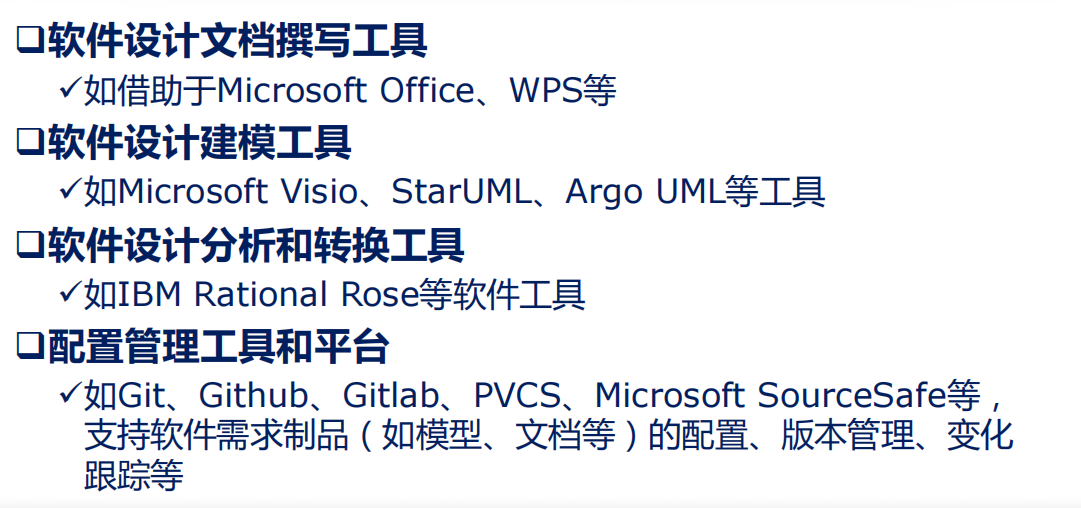 ❑软件设计文档撰写工具
✓如借助于Microsoft Office、WPS等
❑软件设计建模工具
✓如Microsoft Visio、StarUML、Argo UML等工具
❑软件设计分析和转换工具
✓如IBM Rational Rose等软件工具
❑配置管理工具和平台
✓如Git、Github、Gitlab、PVCS、Microsoft SourceSafe等，
支持软件需求制品（如模型、文档等）的配置、版本管理、变化
跟踪等